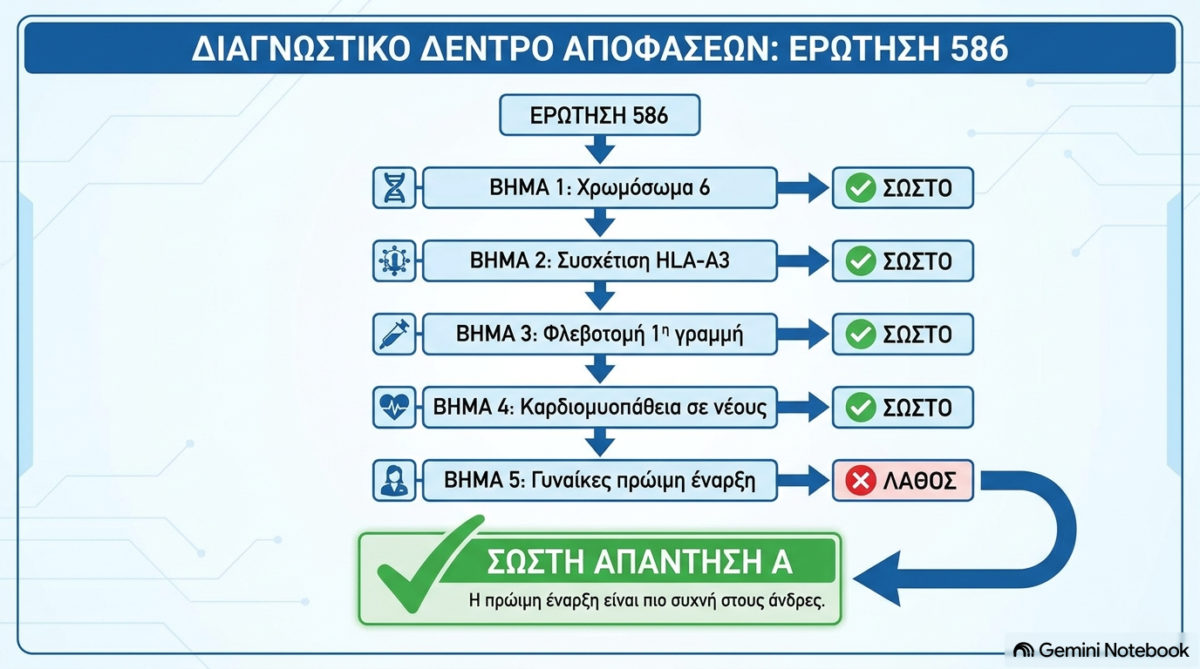 ΔΙΑΓΝΩΣΤΙΚΟ ΔΕΝΤΡΟ ΑΠΟΦΑΣΕΩΝ: ΕΡΩΤΗΣΗ 586
ΕΡΩΤΗΣΗ 586
ΒΗΜΑ 1: Χρωμόσωμα 6
ΣΩΣΤΟ
ΒΗΜΑ 2: Συσχέτιση HLA-A3
ΣΩΣΤΟ
ΒΗΜΑ 3: Φλεβοτομή 1η γραμμή
ΣΩΣΤΟ
ΒΗΜΑ 4: Καρδιομυοπάθεια σε νέους
ΣΩΣΤΟ
ΒΗΜΑ 5: Γυναίκες πρώιμη έναρξη
ΛΑΘΟΣ
ΣΩΣΤΗ ΑΠΑΝΤΗΣΗ Α
Η πρώιμη έναρξη είναι πιο συχνή στους άνδρες.
Gemini Notebook